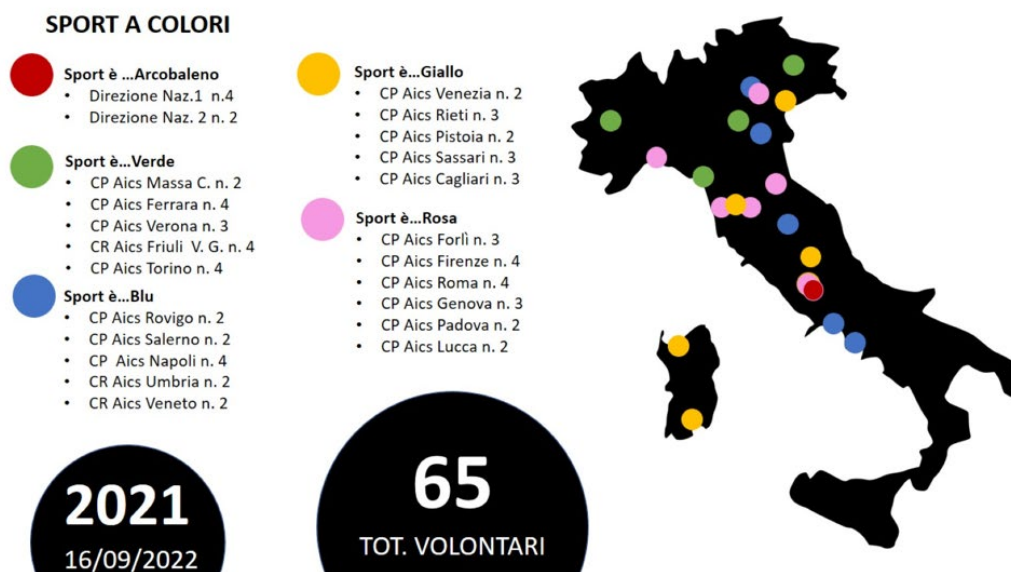 SPORT A COLORI
Sport è ...Arcobaleno
• Direzione Naz.1 n.4
• Direzione Naz. 2 n. 2
Sport è...Verde
• CP Aics Massa C. n. 2
• CP Aics Ferrara n. 4
• CP Aics Verona n. 3
• CR Aics Friuli V. G. n. 4
• CP Aics Torino n. 4
Sport è...Blu
• CP Aics Rovigo n. 2
• CP Aics Salerno n. 2
• CP Aics Napoli n. 4
• CR Aics Umbria n. 2
• CR Aics Veneto n. 2
Sport è...Giallo
• CP Aics Venezia n. 2
• CP Aics Rieti n. 3
• CP Aics Pistoia n. 2
• CP Aics Sassari n. 3
• CP Aics Cagliari n. 3
Sport è...Rosa
• CP Aics Forlì n. 3
• CP Aics Firenze n. 4
• CP Aics Roma n. 4
• CP Aics Genova n. 3
• CP Aics Padova n. 2
• CP Aics Lucca n. 2
2021
16/09/2022
65
TOT. VOLONTARI